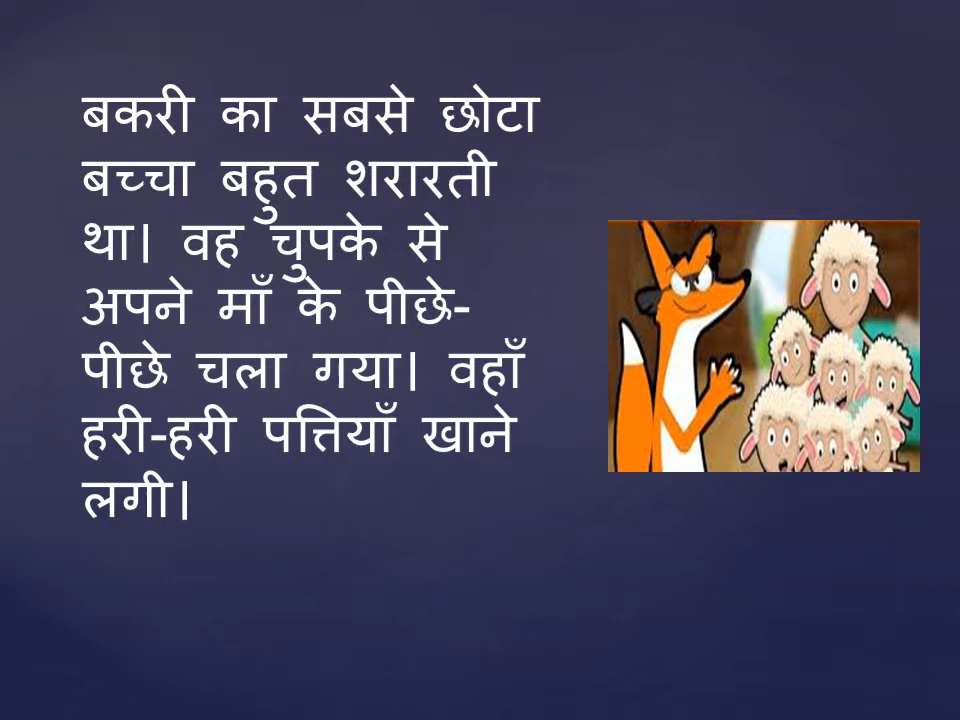 बकरी का सबसे छोटा
बच्चा बहुत शरारती
था। वह चुपके से
अपने माँ के पीछे-
पीछे चला गया। वहाँ
हरी-हरी पत्तियाँ खाने
लगी।